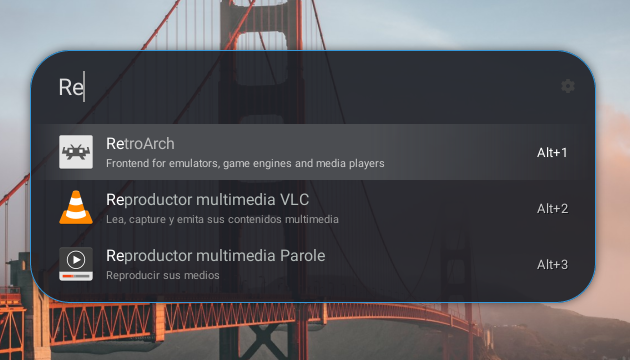 Re
RetroArch
Frontend for emulators, game engines and media players
Alt+1
Reproductor multimedia VLC
Lea, capture y emita sus contenidos multimedia
Alt+2
Reproductor multimedia Parole
Reproducir sus medios
Alt+3